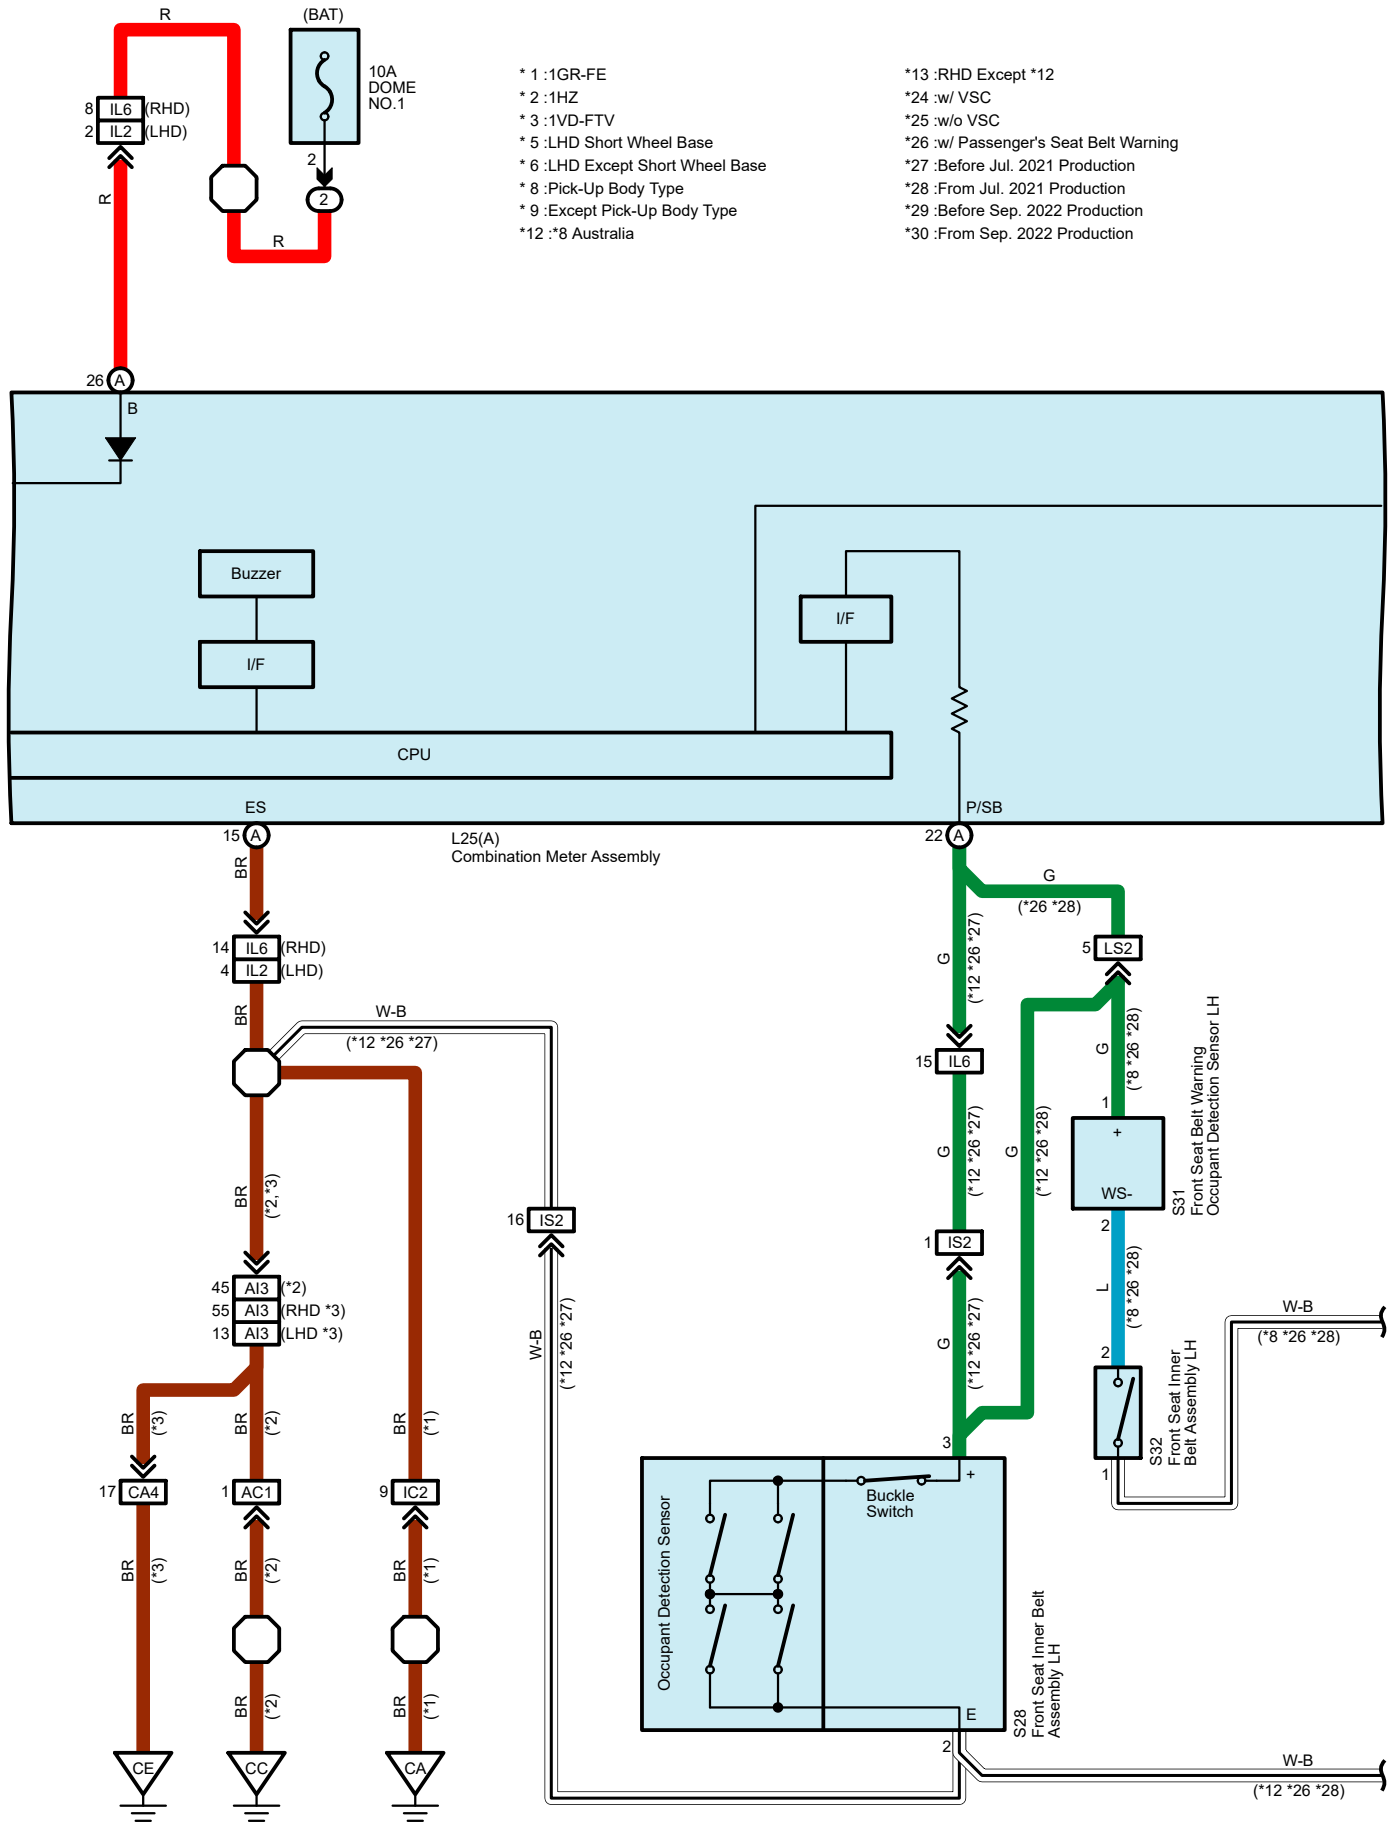 R
(BAT)
10A
DOME
NO.1
8 IL6 (RHD)
2 IL2 (LHD)
2
2
R
R
* 1 :1GR-FE
* 2 :1HZ
* 3 :1VD-FTV
* 5 :LHD Short Wheel Base
* 6 :LHD Except Short Wheel Base
* 8 :Pick-Up Body Type
* 9 :Except Pick-Up Body Type
*12 :*8 Australia
*13 :RHD Except *12
*24 :w/ VSC
*25 :w/o VSC
*26 :w/ Passenger's Seat Belt Warning
*27 :Before Jul. 2021 Production
*28 :From Jul. 2021 Production
*29 :Before Sep. 2022 Production
*30 :From Sep. 2022 Production
26 A
B
Buzzer
I/F
I/F
CPU
ES
P/SB
15 A
L25(A)
Combination Meter Assembly
22 A
BR
G
(*26 *28)
G
(*12 *26 *27)
14 IL6 (RHD)
4 IL2 (LHD)
5 LS2
BR
W-B
(*12 *26 *27)
G
(*8 *26 *28)
15 IL6
1
+
WS-
2
S31
Front Seat Belt Warning
Occupant Detection Sensor LH
BR
(*2,*3)
G
(*12 *26 *27)
G
(*12 *26 *28)
16 IS2
1 IS2
L
(*8 *26 *28)
45 AI3 (*2)
55 AI3 (RHD *3)
13 AI3 (LHD *3)
W-B
(*12 *26 *27)
G
(*12 *26 *27)
W-B
(*8 *26 *28)
2
1
S32
Front Seat Inner
Belt Assembly LH
BR
(*3)
BR
(*2)
BR
(*1)
3
+
17 CA4
1 AC1
9 IC2
Buckle
Switch
Occupant Detection Sensor
BR
(*3)
BR
(*2)
BR
(*1)
BR
(*2)
BR
(*1)
E
2
S28
Front Seat Inner Belt
Assembly LH
CE
CC
CA
W-B
(*12 *26 *28)